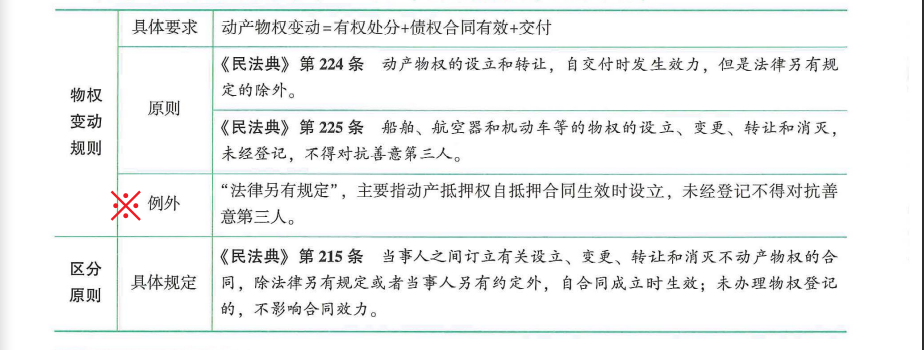 具体要求 动产物权变动=有权处分+债权合同有效+交付
《民法典》第 224 条 动产物权的设立和转让，自交付时发生效力，但是法律另有规
定的除外。
物权
变动
规则
原则
《民法典》第 225 条 船舶、航空器和机动车等的物权的设立、变更、转让和消灭，
未经登记，不得对抗善意第三人。
※ 例外
“法律另有规定”，主要指动产抵押权自抵押合同生效时设立，未经登记不得对抗善
意第三人。
区分
原则
具体规定
《民法典》第 215 条 当事人之间订立有关设立、变更、转让和消灭不动产物权的合
同，除法律另有规定或者当事人另有约定外，自合同成立时生效；未办理物权登记
的，不影响合同效力。